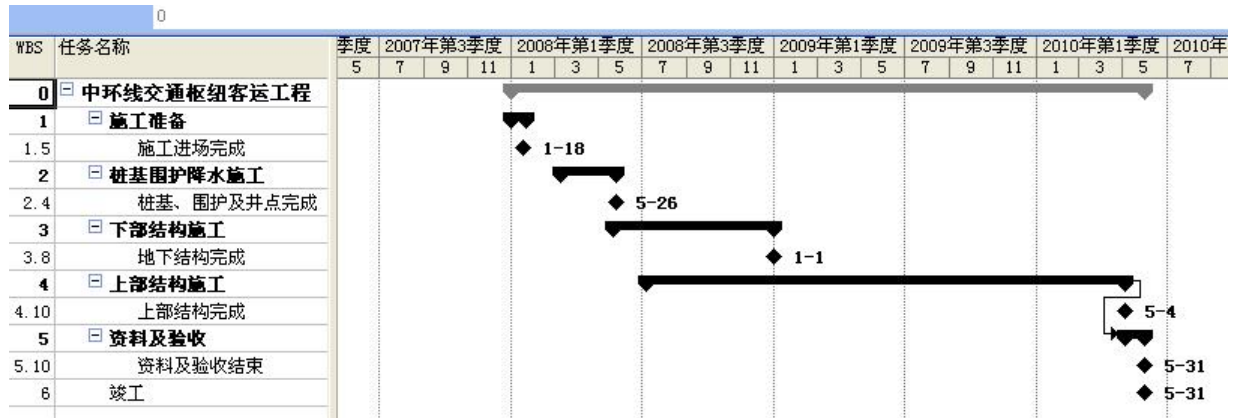 0
WBS 任务名称 季度 2007年第3季度 2008年第1季度 2008年第3季度 2009年第1季度 2009年第3季度 2010年第1季度 2010年
5 7 9 11 1 3 5 7 9 11 1 3 5 7 9 11 1 3 5 7
0 中环线交通枢纽客运工程
1 施工准备
1.5 施工进场完成 1-18
2 桩基围护降水施工
2.4 桩基、围护及井点完成 5-26
3 下部结构施工
3.8 地下结构完成 1-1
4 上部结构施工
4.10 上部结构完成 5-4
5 资料及验收
5.10 资料及验收结束 5-31
6 竣工 5-31